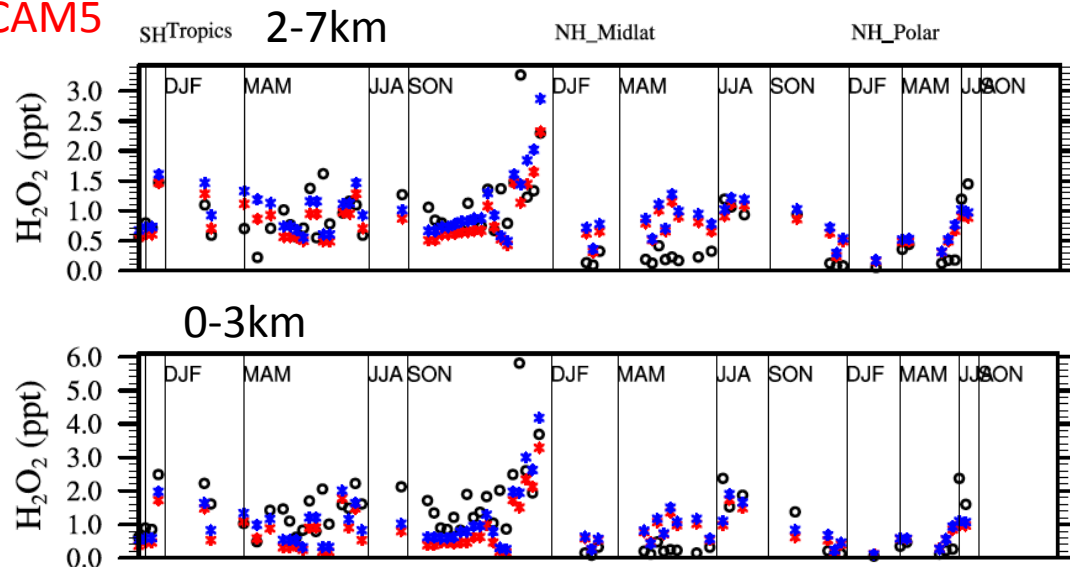 CAM5
SH Tropics 2-7km NH_Midlat NH_Polar
DJF MAM JJA SON DJF MAM JJA SON DJF MAM JJA SON
H₂O₂ (ppt)
3.0
2.5
2.0
1.5
1.0
0.5
0.0
0-3km
DJF MAM JJA SON DJF MAM JJA SON DJF MAM JJA SON
H₂O₂ (ppt)
6.0
5.0
4.0
3.0
2.0
1.0
0.0